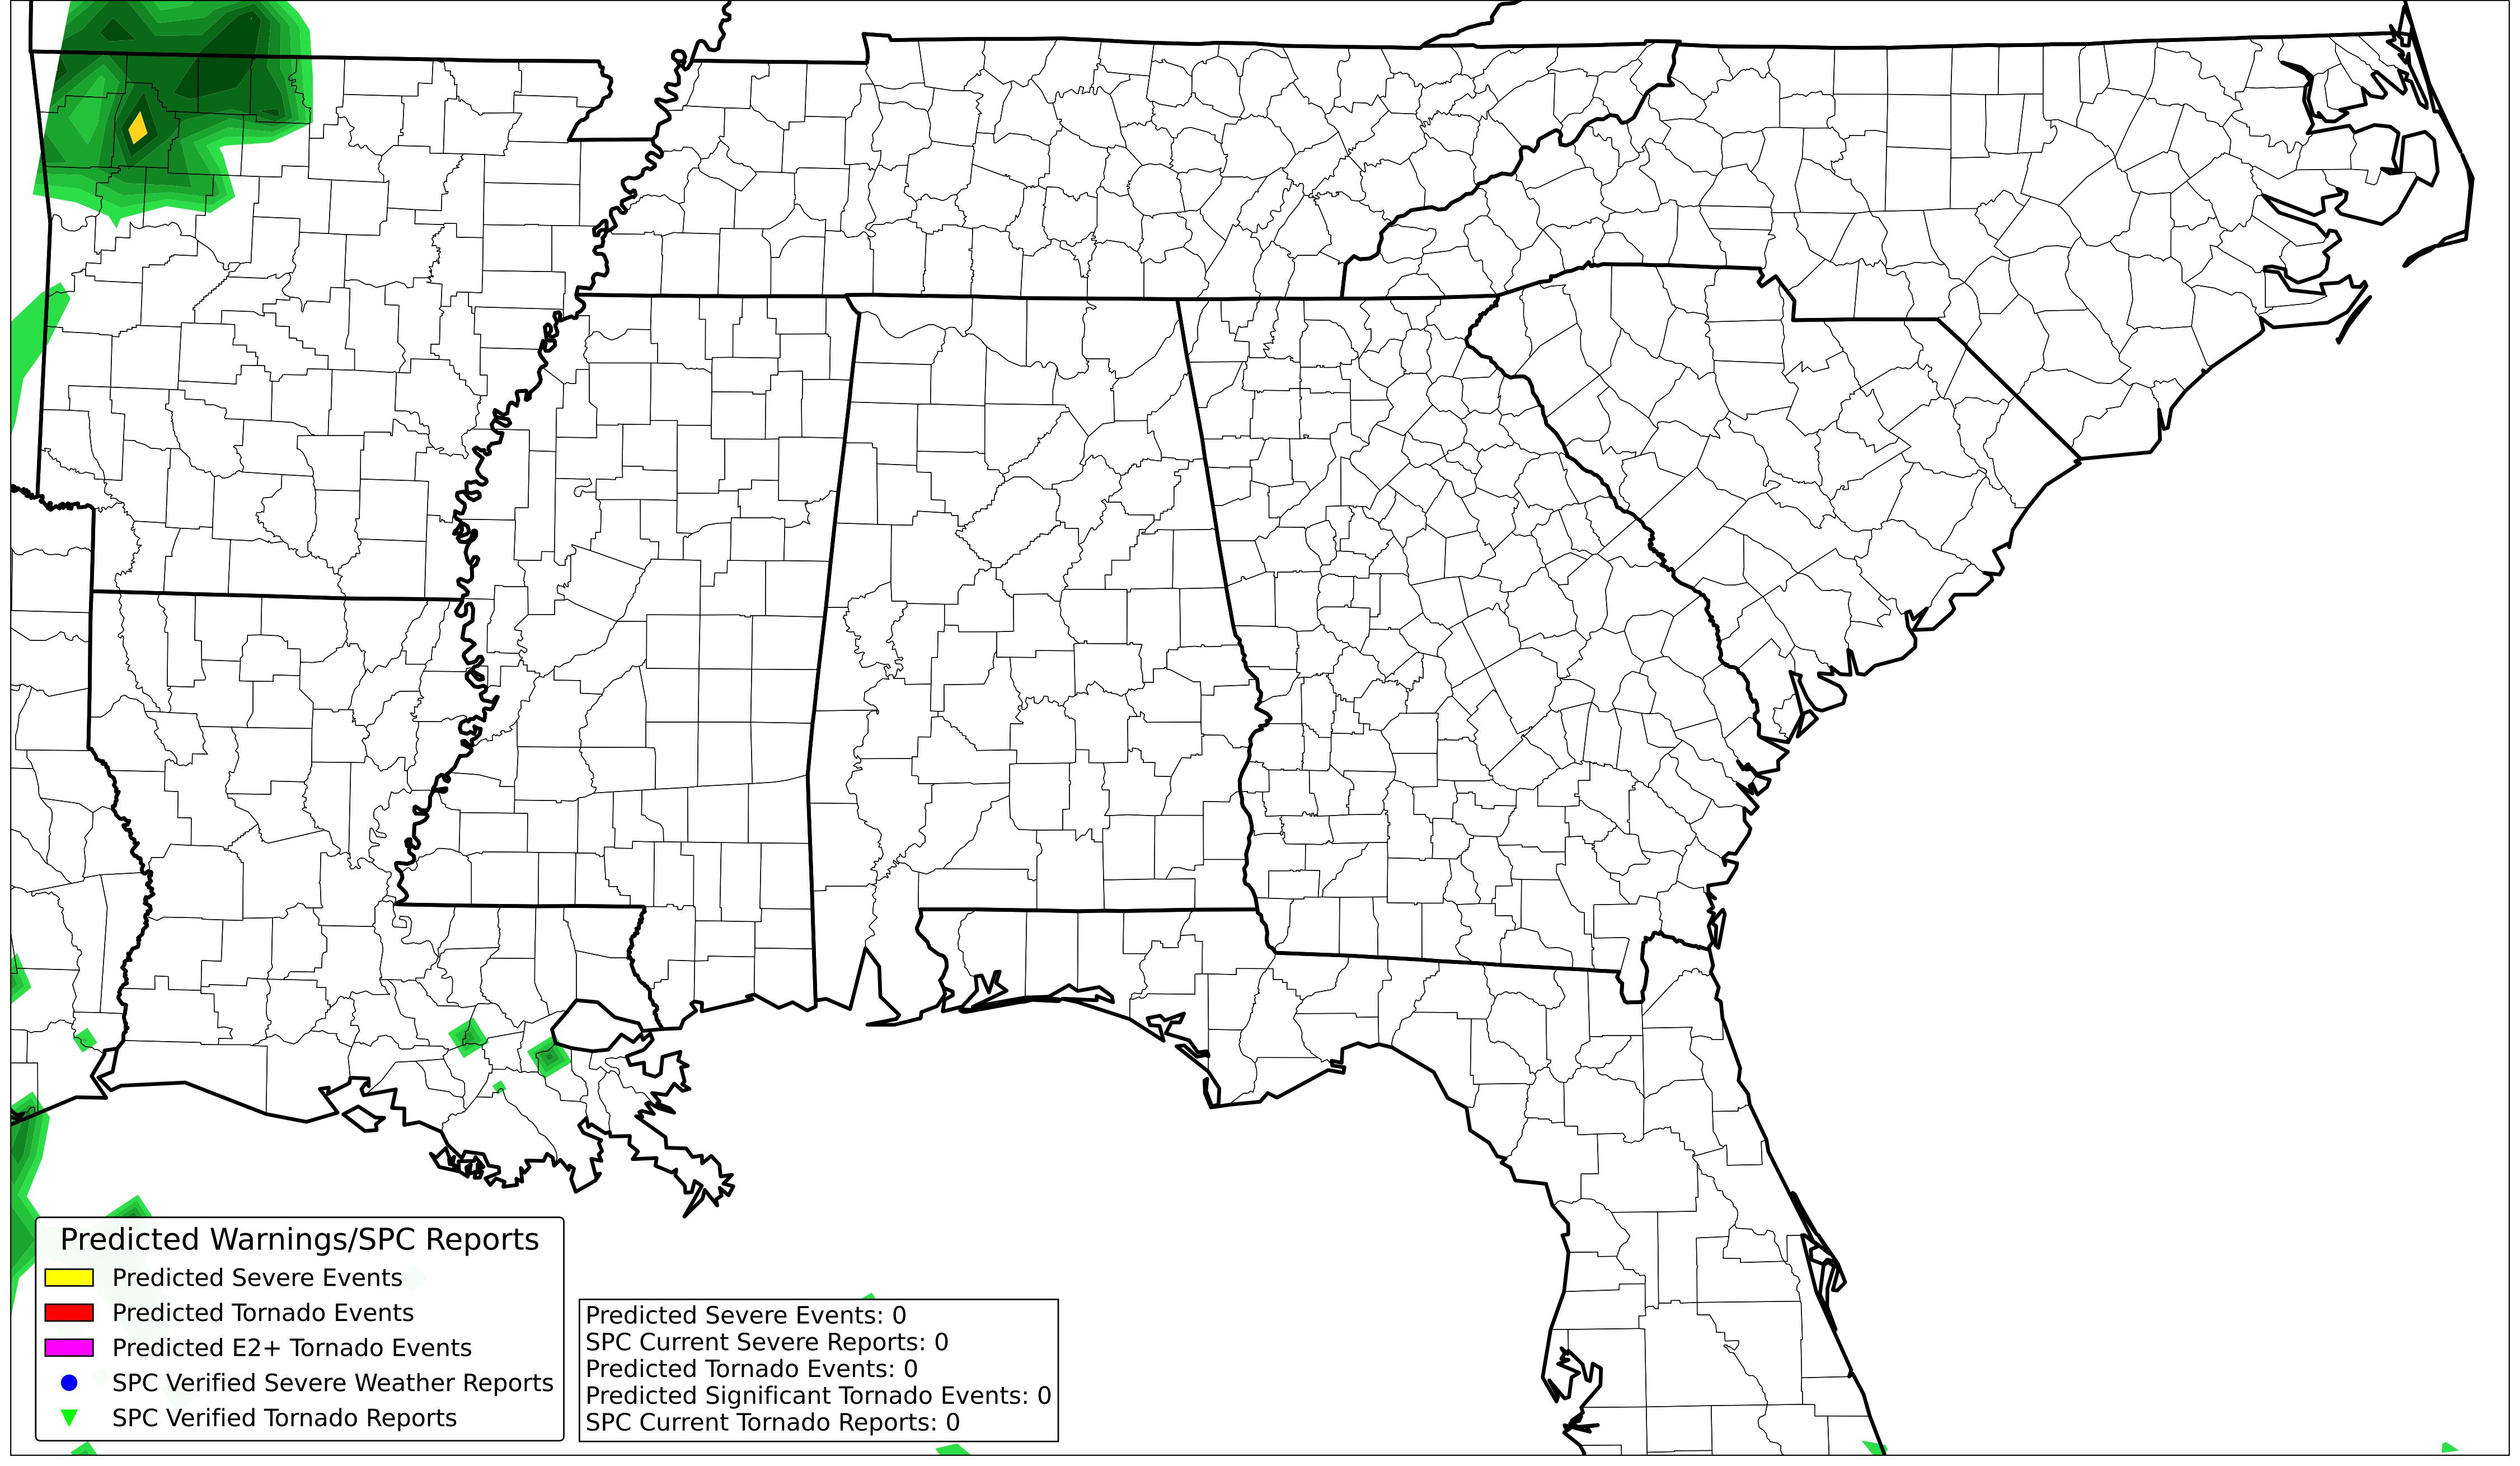 Predicted Warnings/SPC Reports
Predicted Severe Events
Predicted Tornado Events
Predicted E2+ Tornado Events
SPC Verified Severe Weather Reports
SPC Verified Tornado Reports
Predicted Severe Events: 0
SPC Current Severe Reports: 0
Predicted Tornado Events: 0
Predicted Significant Tornado Events: 0
SPC Current Tornado Reports: 0